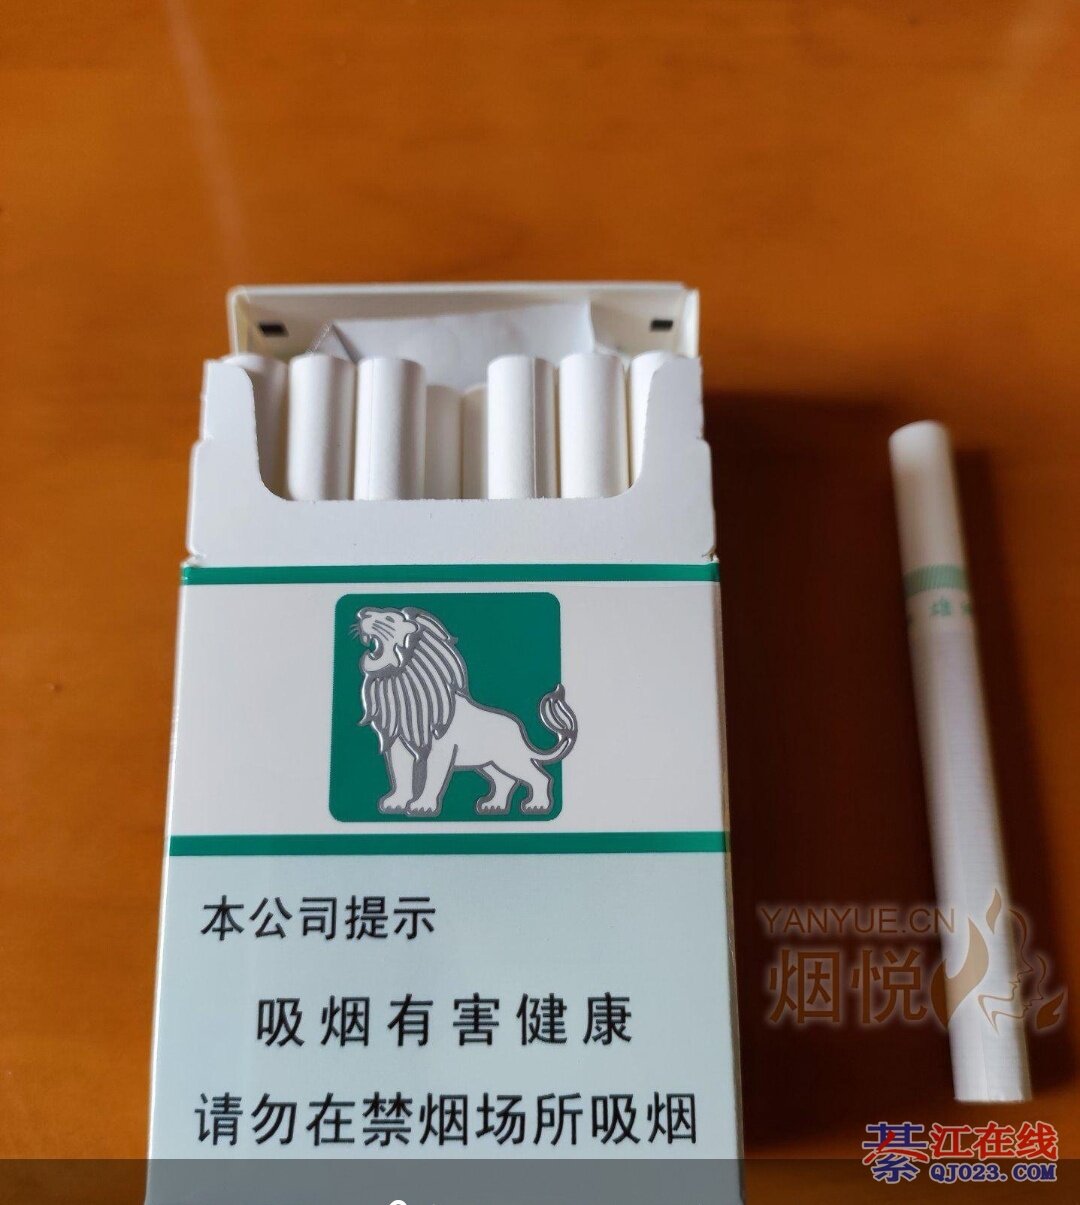 本公司提示
吸烟有害健康
请勿在禁烟场所吸烟
YANYUE.CN
烟悦
綦江在线
QJ023.COM